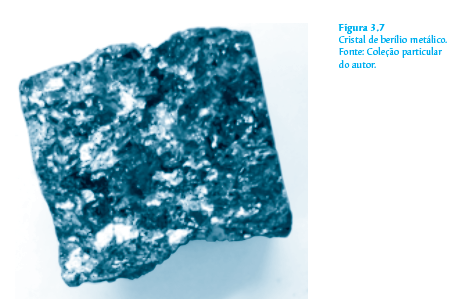 Figura 3.7
Cristal de berílio metálico.
Fonte: Coleção particular
do autor.